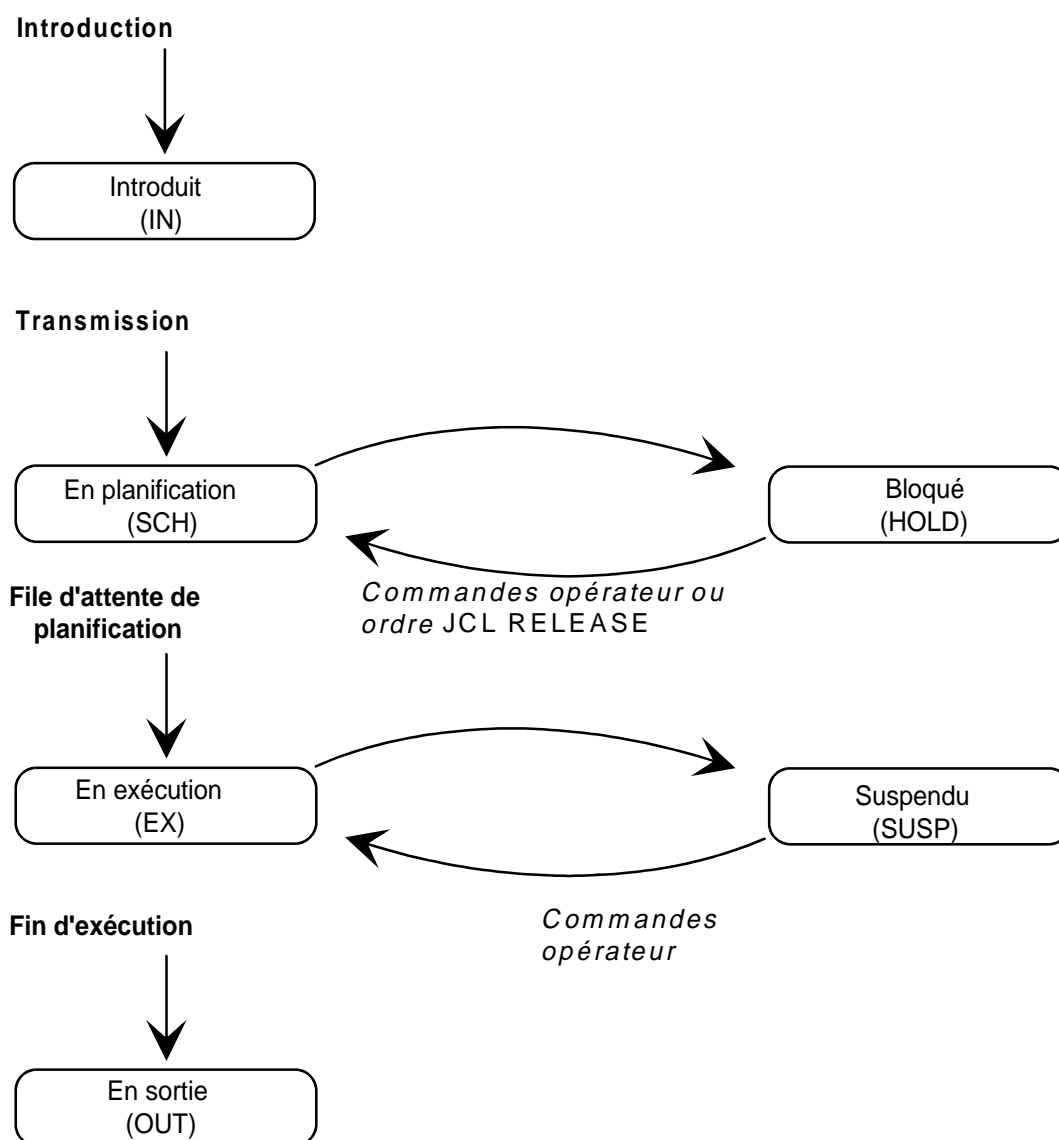 Introduction
Introduit
(IN)
Transmission
En planification
(SCH)
Bloqué
(HOLD)
File d'attente de
planification
Commandes opérateur ou
ordre JCL RELEASE
En exécution
(EX)
Suspendu
(SUSP)
Fin d'exécution
Commandes
opérateur
En sortie
(OUT)